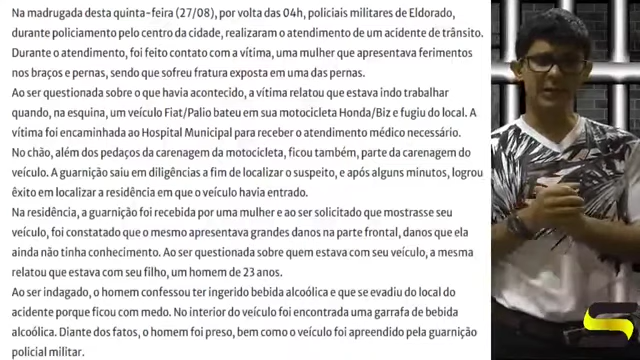 Na madrugada desta quinta-feira (27/08), por volta das 04h, policiais militares de Eldorado,
durante policiamento pelo centro da cidade, realizaram o atendimento de um acidente de trânsito.
Durante o atendimento, foi feito contato com a vítima, uma mulher que apresentava ferimentos
nos braços e pernas, sendo que sofreu fratura exposta em uma das pernas.
Ao ser questionada sobre o que havia acontecido, a vítima relatou que estava indo trabalhar
quando, na esquina, um veículo Fiat/Palio bateu em sua motocicleta Honda/Biz e fugiu do local. A
vítima foi encaminhada ao Hospital Municipal para receber o atendimento médico necessário.
No chão, além dos pedaços da carenagem da motocicleta, ficou também, parte da carenagem do
veículo. A guarnição saiu em diligências a fim de localizar o suspeito, e após alguns minutos, logrou
êxito em localizar a residência em que o veículo havia entrado.
Na residência, a guarnição foi recebida por uma mulher e ao ser solicitado que mostrasse seu
veículo, foi constatado que o mesmo apresentava grandes danos na parte frontal, danos que ela
ainda não tinha conhecimento. Ao ser questionada sobre quem estava com seu veículo, a mesma
relatou que estava com seu filho, um homem de 23 anos.
Ao ser indagado, o homem confessou ter ingerido bebida alcoólica e que se evadiu do local do
acidente porque ficou com medo. No interior do veículo foi encontrada uma garrafa de bebida
alcoólica. Diante dos fatos, o homem foi preso, bem como o veículo foi apreendido pela guarnição
policial militar.